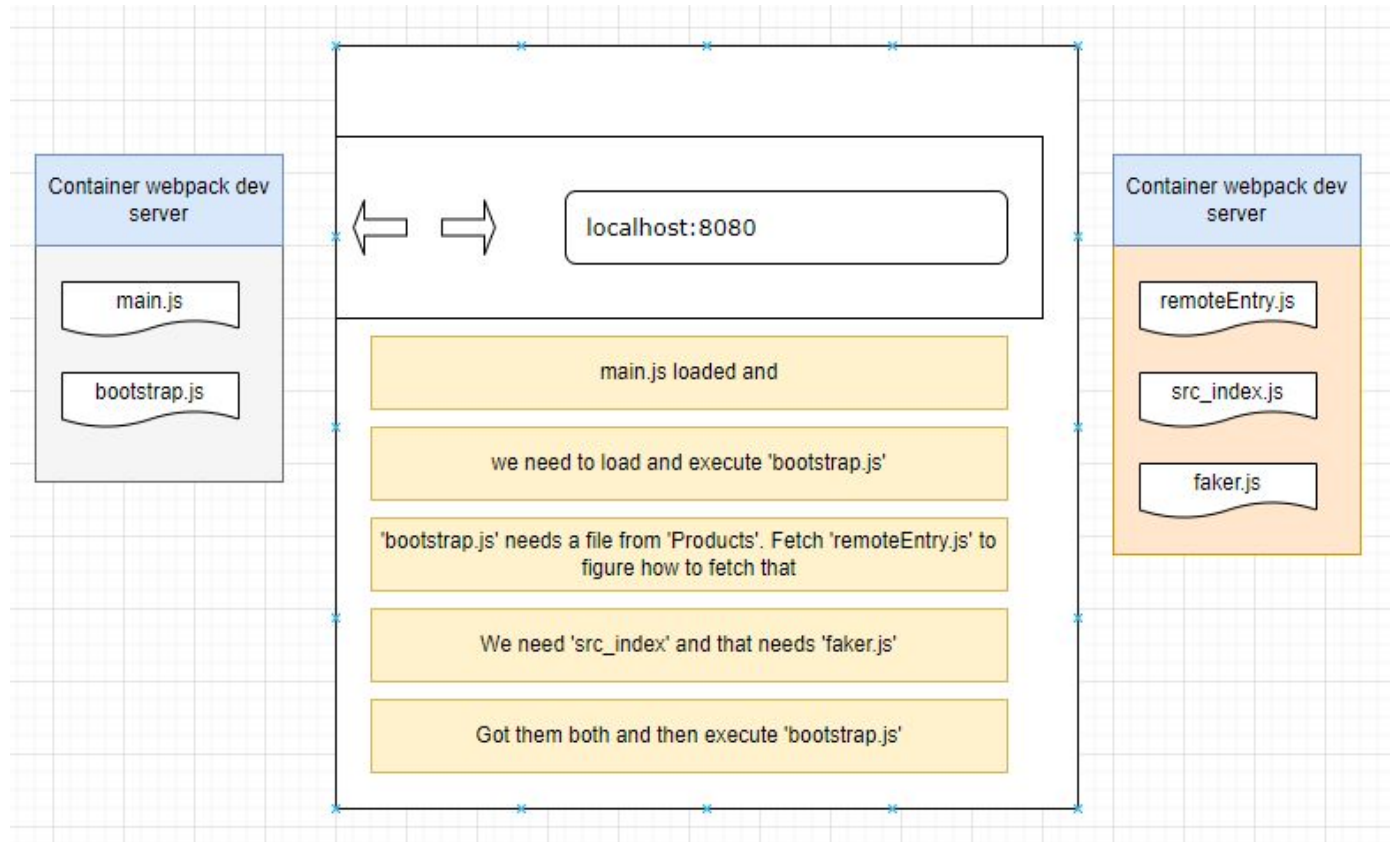 Container webpack dev
server
main.js
bootstrap.js
localhost:8080
main.js loaded and
we need to load and execute 'bootstrap.js'
'bootstrap.js' needs a file from 'Products'. Fetch 'remoteEntry.js' to
figure how to fetch that
We need 'src_index' and that needs 'faker.js'
Got them both and then execute 'bootstrap.js'
Container webpack dev
server
remoteEntry.js
src_index.js
faker.js